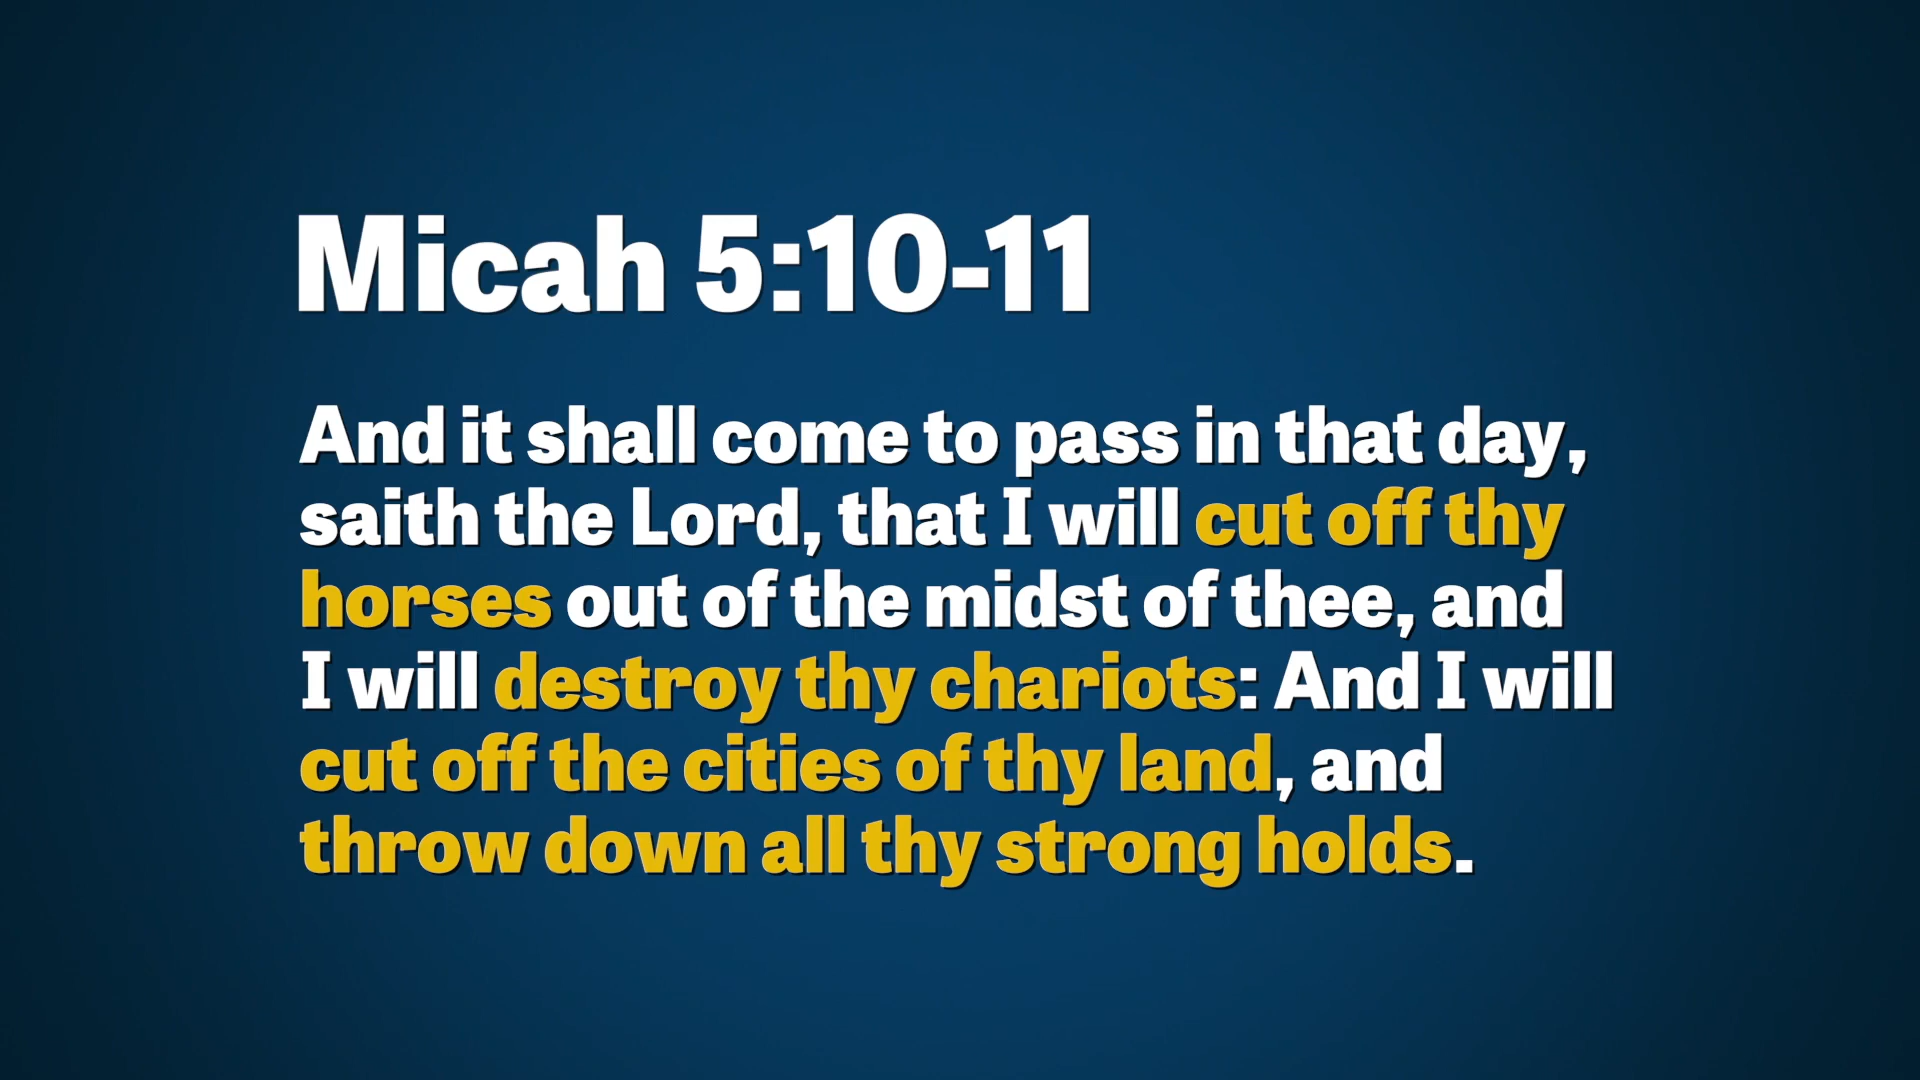 Micah 5:10-11
And it shall come to pass in that day,
saith the Lord, that I will cut off thy
horses out of the midst of thee, and
I will destroy thy chariots: And I will
cut off the cities of thy land, and
throw down all thy strong holds.